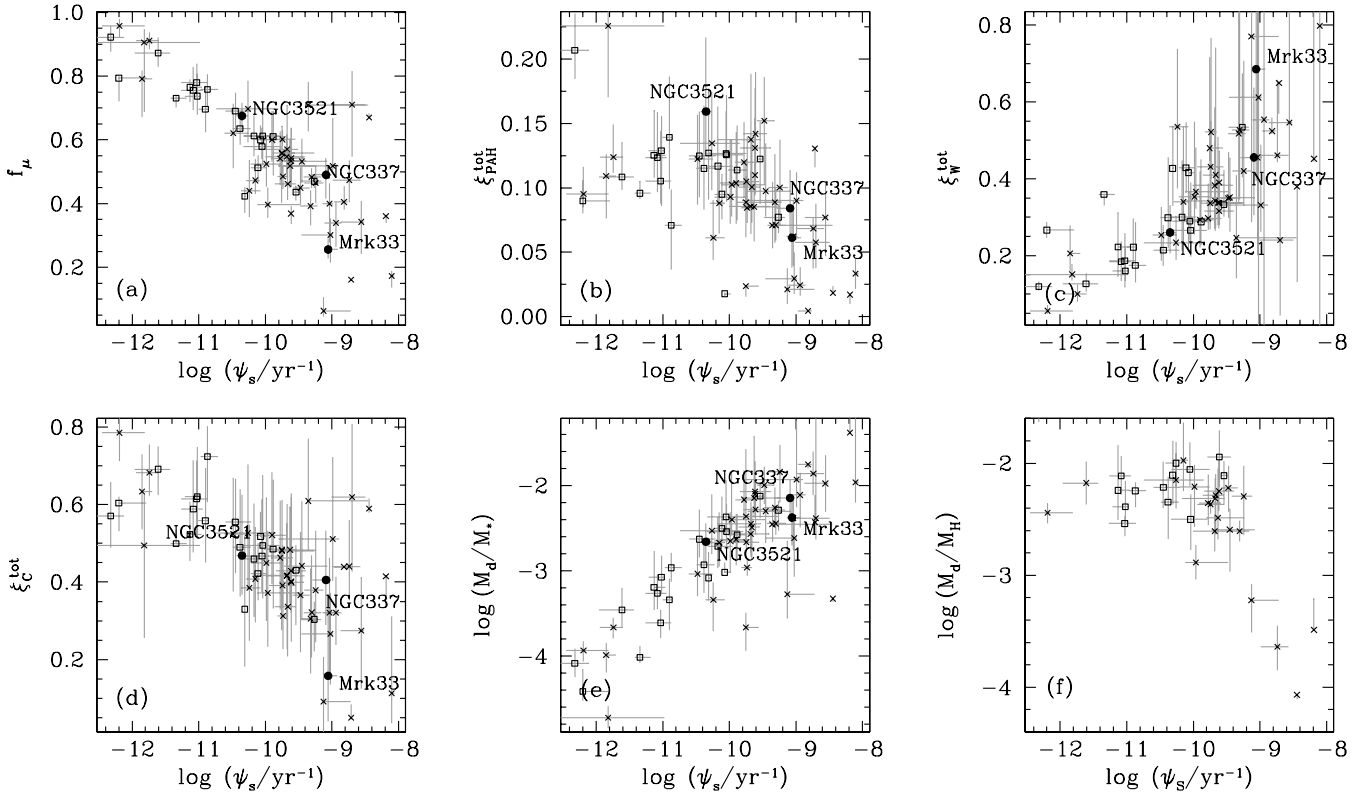 1.0
0.8
0.6
0.4
0.2
f_μ
NGC3521
NGC337
Mrk33
(a)
−12 −11 −10 −9 −8
log (ψ_s/yr⁻¹)
0.20
0.15
0.10
0.05
0.00
ξ_PAH^tot
NGC3521
NGC337
Mrk33
(b)
−12 −11 −10 −9 −8
log (ψ_s/yr⁻¹)
0.8
0.6
0.4
0.2
ξ_W^tot
Mrk33
NGC337
NGC3521
(c)
−12 −11 −10 −9 −8
log (ψ_s/yr⁻¹)
0.8
0.6
0.4
0.2
ξ_C^tot
NGC3521
NGC337
Mrk33
(d)
−12 −11 −10 −9 −8
log (ψ_s/yr⁻¹)
−2
−3
−4
log (M_d/M_*)
NGC337
Mrk33
NGC3521
(e)
−12 −11 −10 −9 −8
log (ψ_s/yr⁻¹)
−2
−3
−4
log (M_d/M_H)
(f)
−12 −11 −10 −9 −8
log (ψ_S/yr⁻¹)